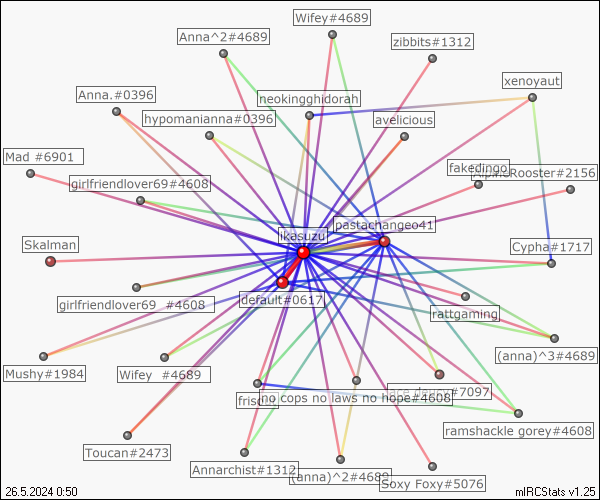 Wifey#4689
Anna^2#4689
zibbits#1312
xenoyaut
Anna.#0396
neokingghidorah
hypomanianna#0396
avelicious
Mad #6901
fakedingo
Rooster#2156
girlfriendlover69#4608
pastachangeo41
ikasuzu
Skalman
Cypha#1717
default#0617
girlfriendlover69 #4608
rattgaming
(anna)^3#4689
Mushy#1984
Wifey #4689
#7097
no cops no laws no hope#4608
ramshackle gorey#4608
Toucan#2473
Annarchist#1312
(anna)^2#4689
Soxy Foxy#5076
26.5.2024 0:50
mIRCStats v1.25